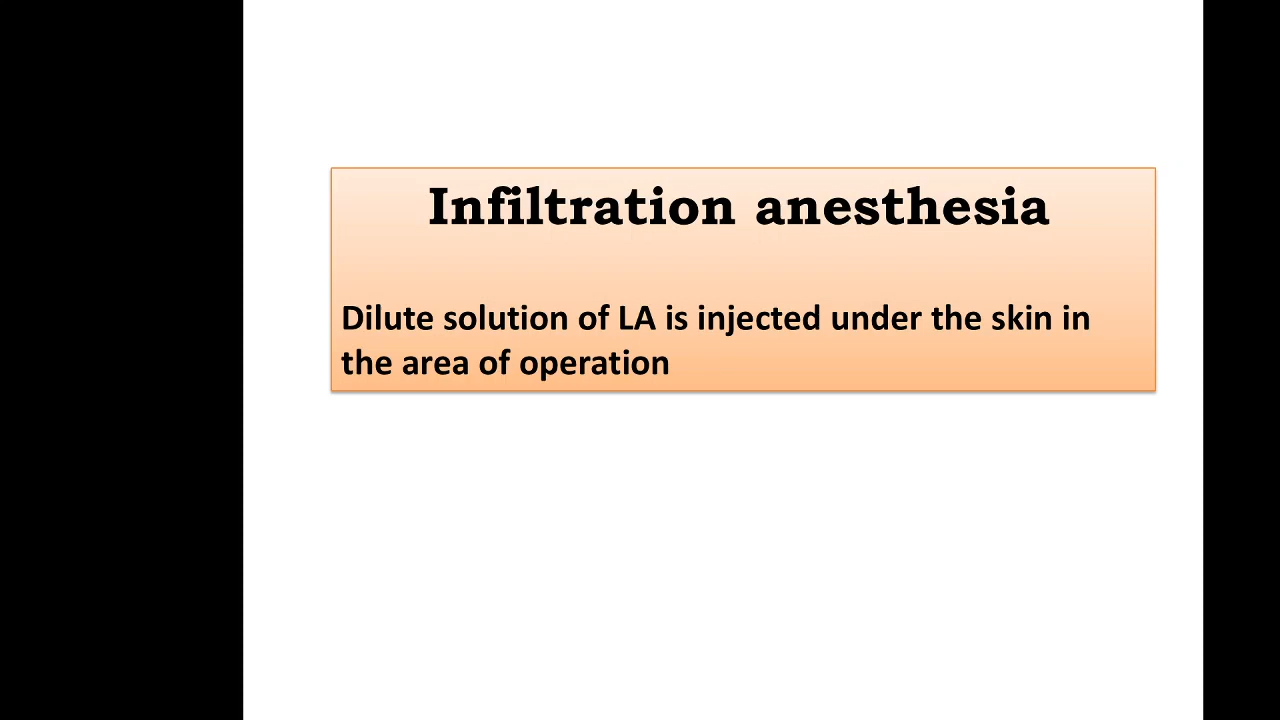 Infiltration anesthesia
Dilute solution of LA is injected under the skin in
the area of operation